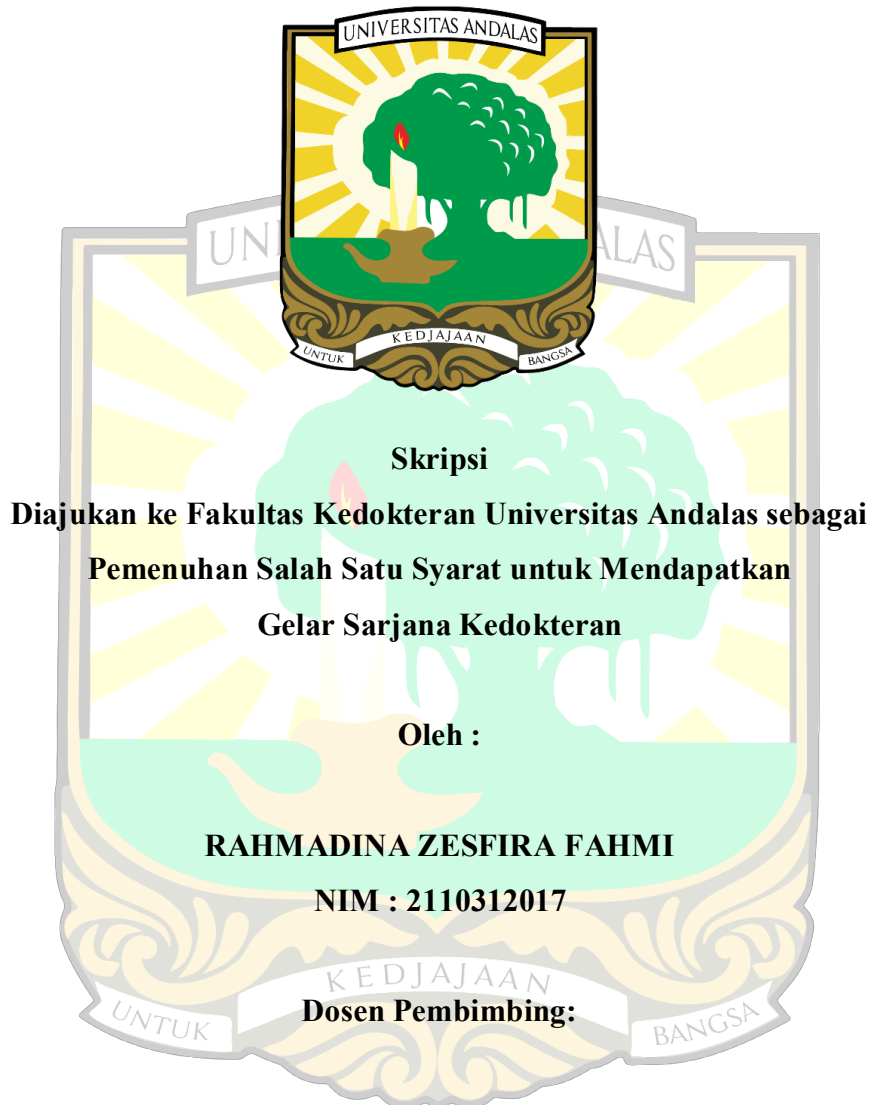 UNIVERSITAS ANDALAS
UNTUK KEDJAJAAN BANGSA
Skripsi
Diajukan ke Fakultas Kedokteran Universitas Andalas sebagai
Pemenuhan Salah Satu Syarat untuk Mendapatkan
Gelar Sarjana Kedokteran
Oleh :
RAHMADINA ZESFIRA FAHMI
NIM : 2110312017
Dosen Pembimbing:
UNTUK KEDJAJAAN BANGSA